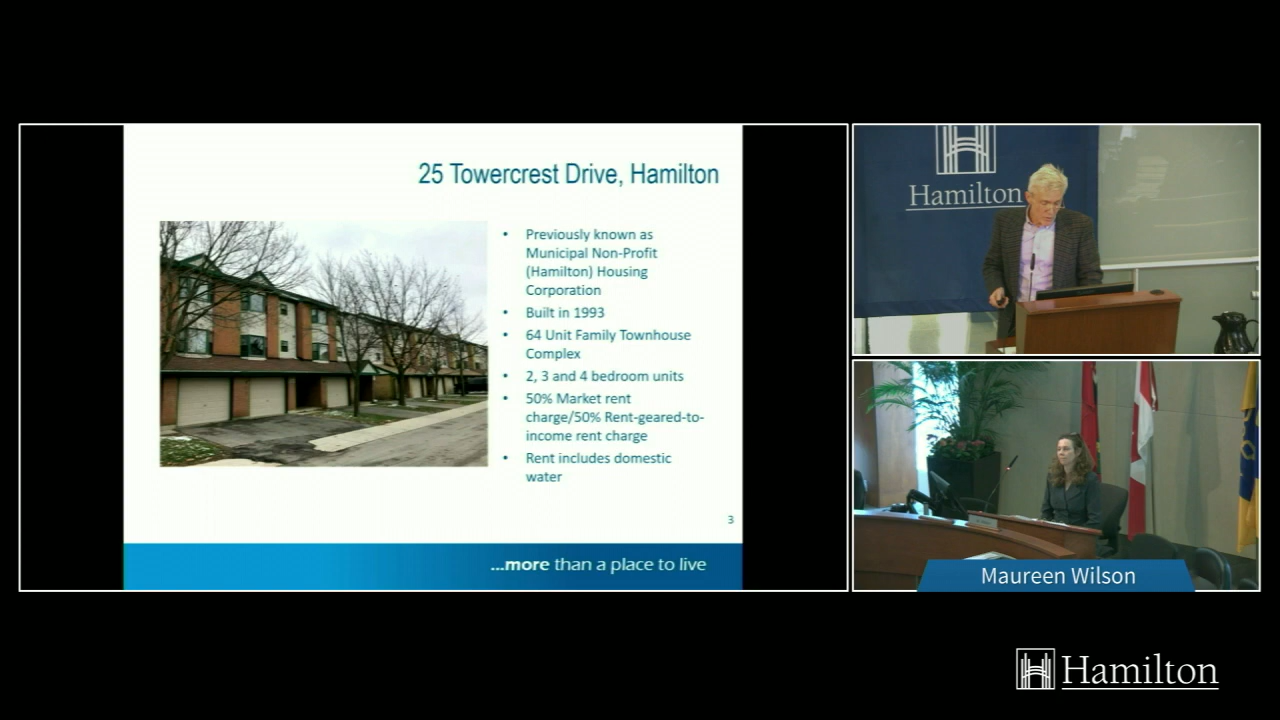 25 Towercrest Drive, Hamilton
• Previously known as
Municipal Non-Profit
(Hamilton) Housing
Corporation
• Built in 1993
• 64 Unit Family Townhouse
Complex
• 2, 3 and 4 bedroom units
• 50% Market rent
charge/50% Rent-geared-to-
income rent charge
• Rent includes domestic
water
3
...more than a place to live
Hamilton
Maureen Wilson
Hamilton